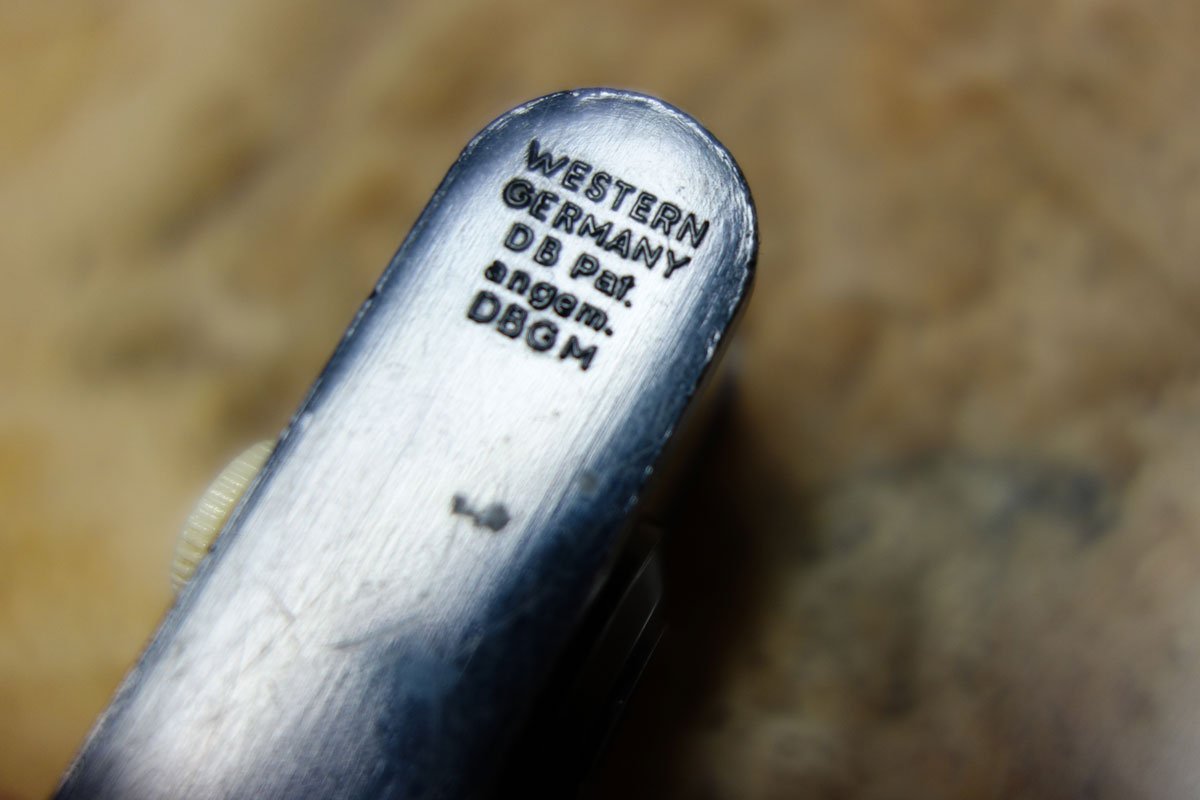 WESTERN
GERMANY
DB Pat.
angem.
DBGM